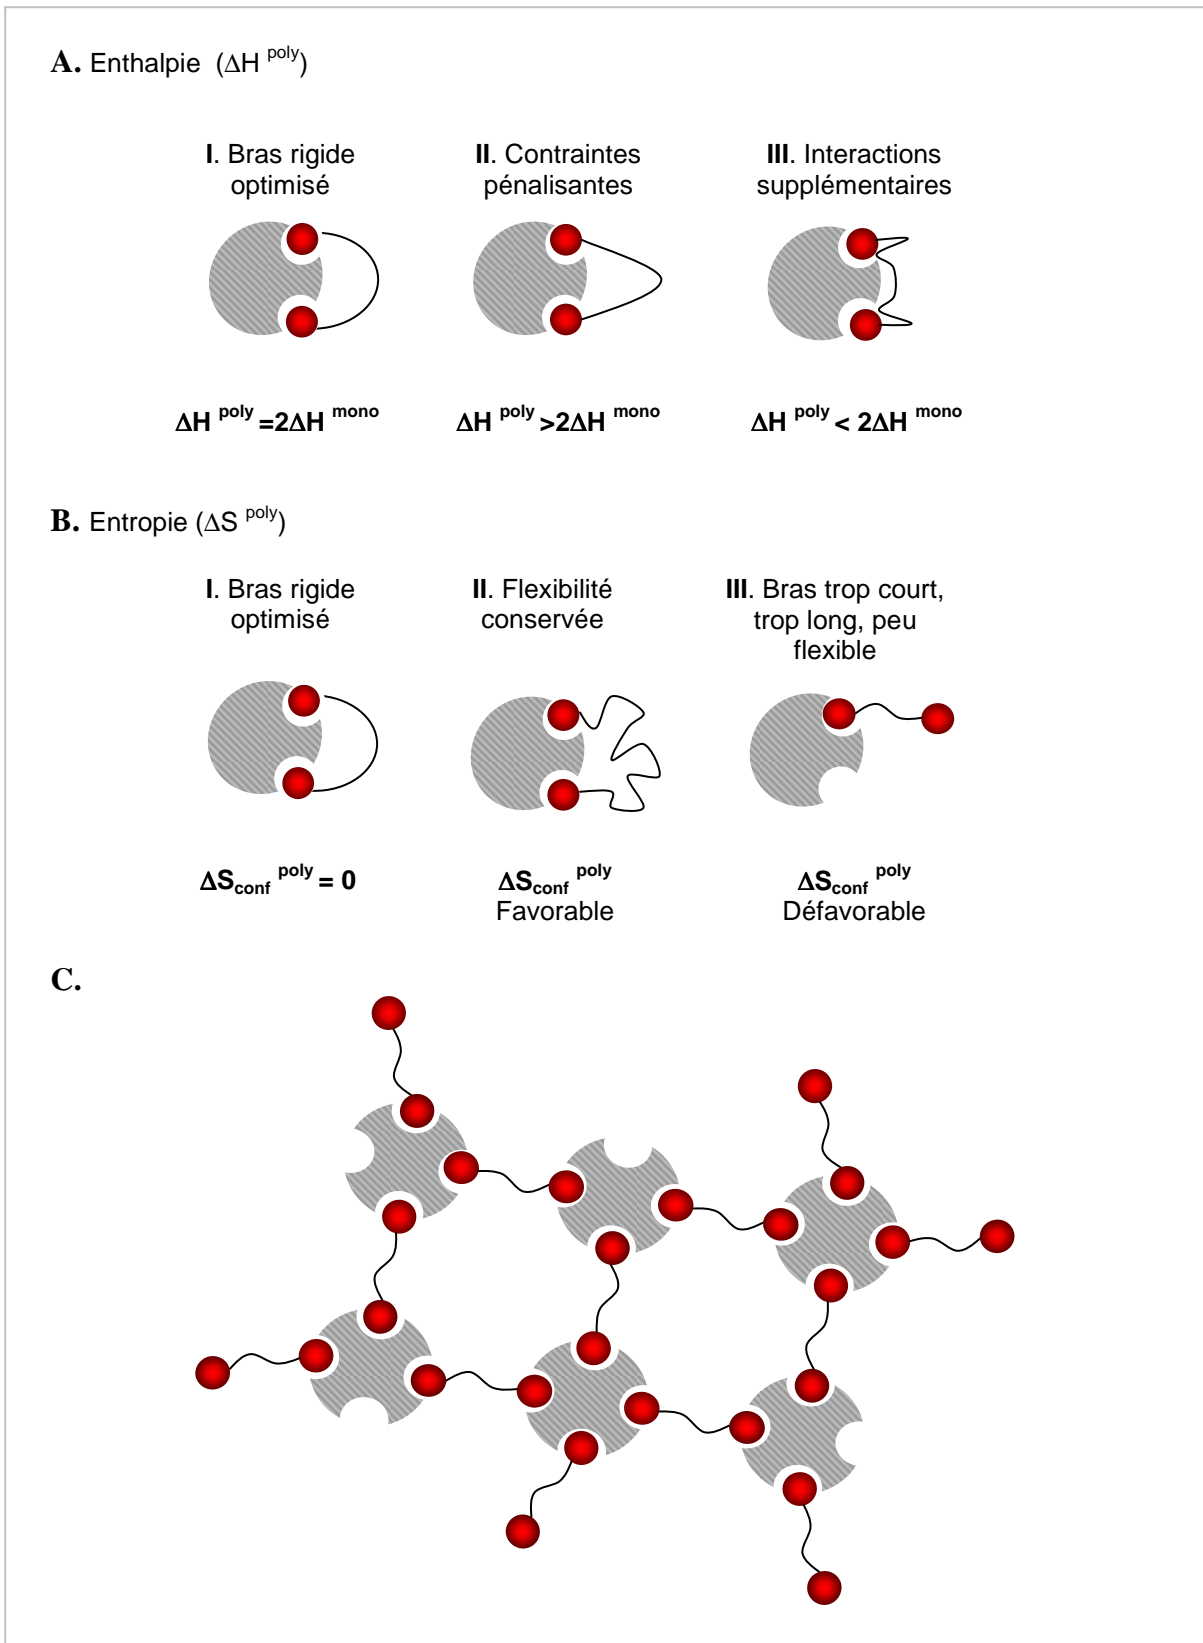 A. Enthalpie (ΔH poly)
I. Bras rigide
optimisé
II. Contraintes
pénalisantes
III. Interactions
supplémentaires
ΔH poly =2ΔH mono
ΔH poly >2ΔH mono
ΔH poly < 2ΔH mono
B. Entropie (ΔS poly)
I. Bras rigide
optimisé
II. Flexibilité
conservée
III. Bras trop court,
trop long, peu
flexible
ΔSconf poly = 0
ΔSconf poly
Favorable
ΔSconf poly
Défavorable
C.